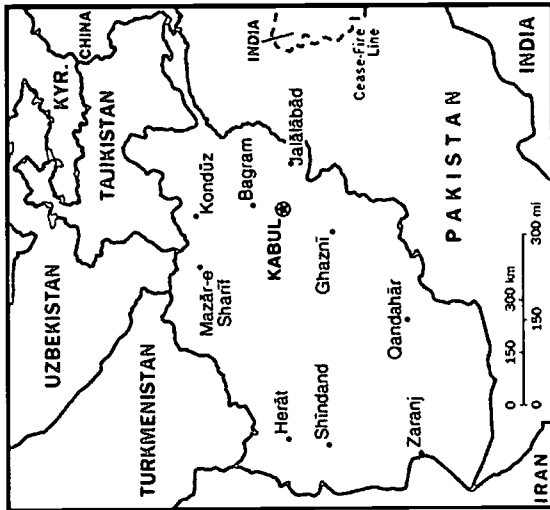 CHINA
KYR.
UZBEKISTAN
TAJIKISTAN
TURKMENISTAN
INDIA
Cease-Fire
Line
Kondūz
Mazār-e
Sharīf
Bagram
Jalālābād
KABUL
Herāt
Ghaznī
Shīndand
Qandahār
Zaranj
PAKISTAN
INDIA
IRAN
0 150 300 km
0 150 300 mi